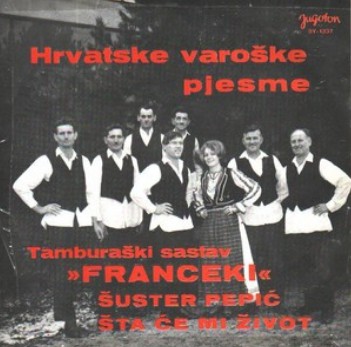 Jugoton
Hrvatske varoške
pjesme
Tamburaški sastav
»FRANCEKI«
ŠUSTER PEPIĆ
ŠTA ĆE MI ŽIVOT